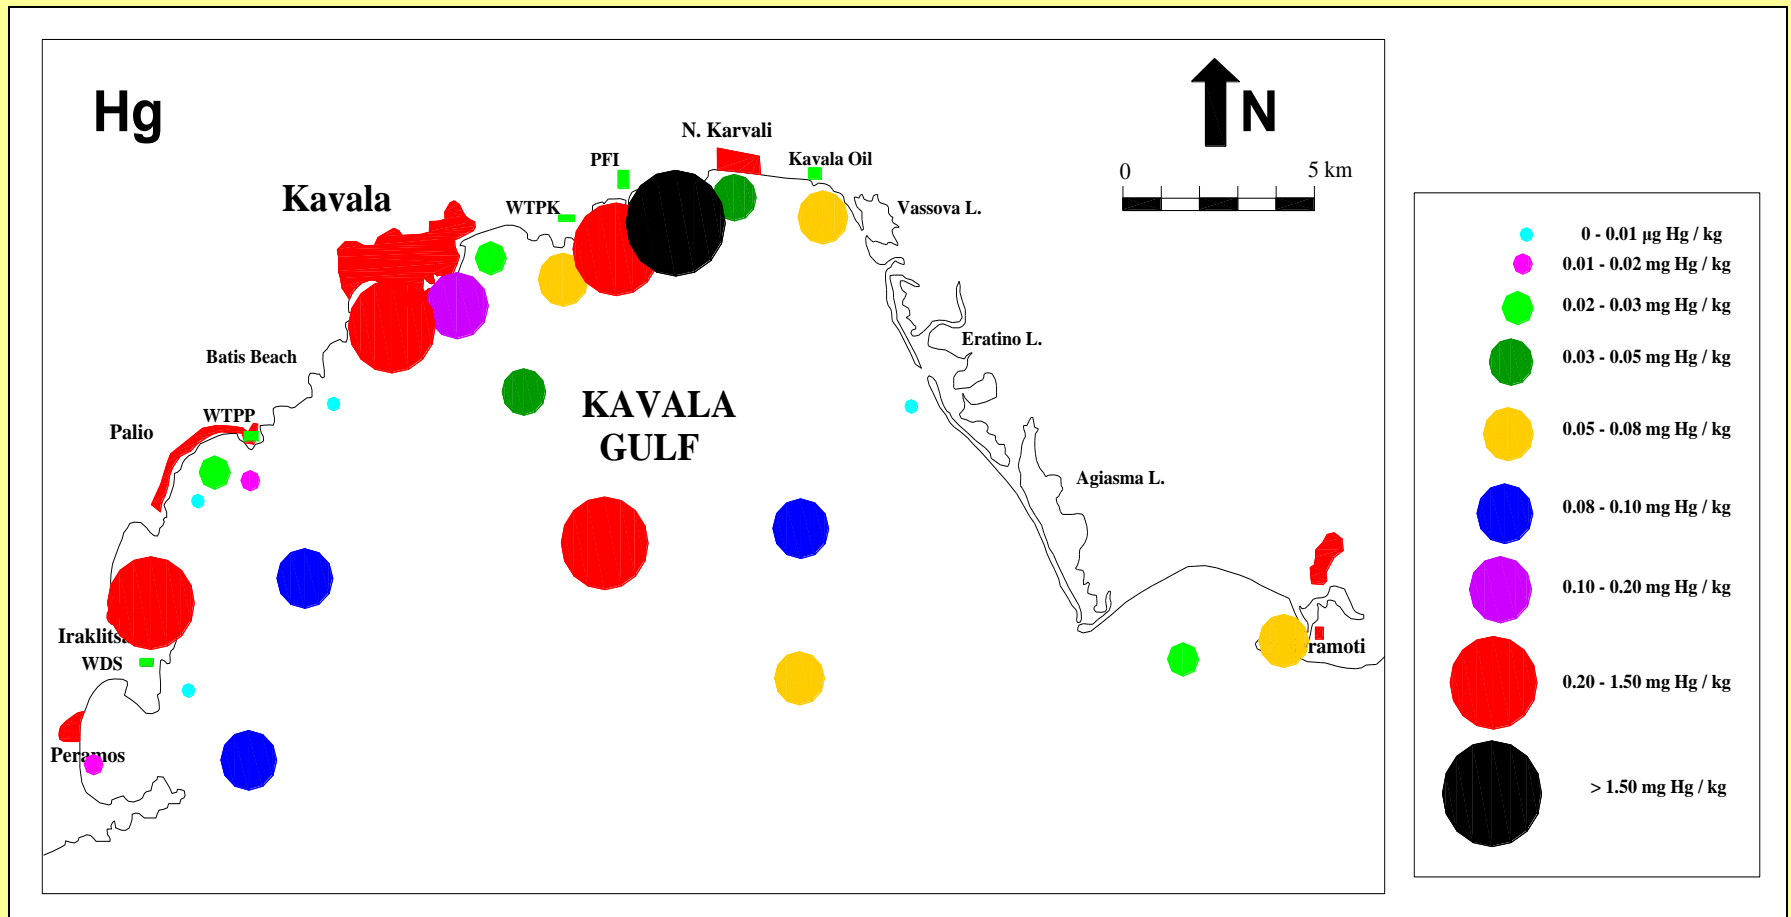 Hg
N
N. Karvali
PFI
Kavala Oil
0
5 km
Kavala
WTPK
Vassova L.
Eratino L.
Batis Beach
KAVALA
GULF
WTPP
Palio
Agiasma L.
Iraklitsa
WDS
ramoti
Peramos
0 - 0.01 µg Hg / kg
0.01 - 0.02 mg Hg / kg
0.02 - 0.03 mg Hg / kg
0.03 - 0.05 mg Hg / kg
0.05 - 0.08 mg Hg / kg
0.08 - 0.10 mg Hg / kg
0.10 - 0.20 mg Hg / kg
0.20 - 1.50 mg Hg / kg
> 1.50 mg Hg / kg